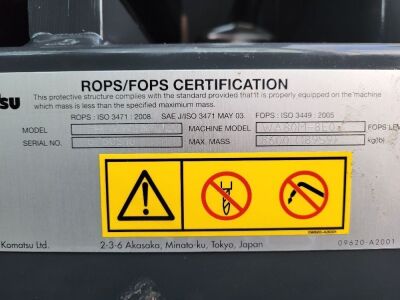 ROPS/FOPS CERTIFICATION
This protective structure complies with the standard provided that it is properly equipped on the machine
which mass is less than the specified maximum mass.
ROPS : ISO 3471 : 2008 SAE J/ISO 3471 MAY 03 FOPS : ISO 3449 : 2005
MODEL MACHINE MODEL FOPS LEV
SERIAL NO. MAX. MASS kg(lb)
09620-A2001
Komatsu Ltd. 2-3-6 Akasaka, Minato-ku, Tokyo, Japan 09620-A2001